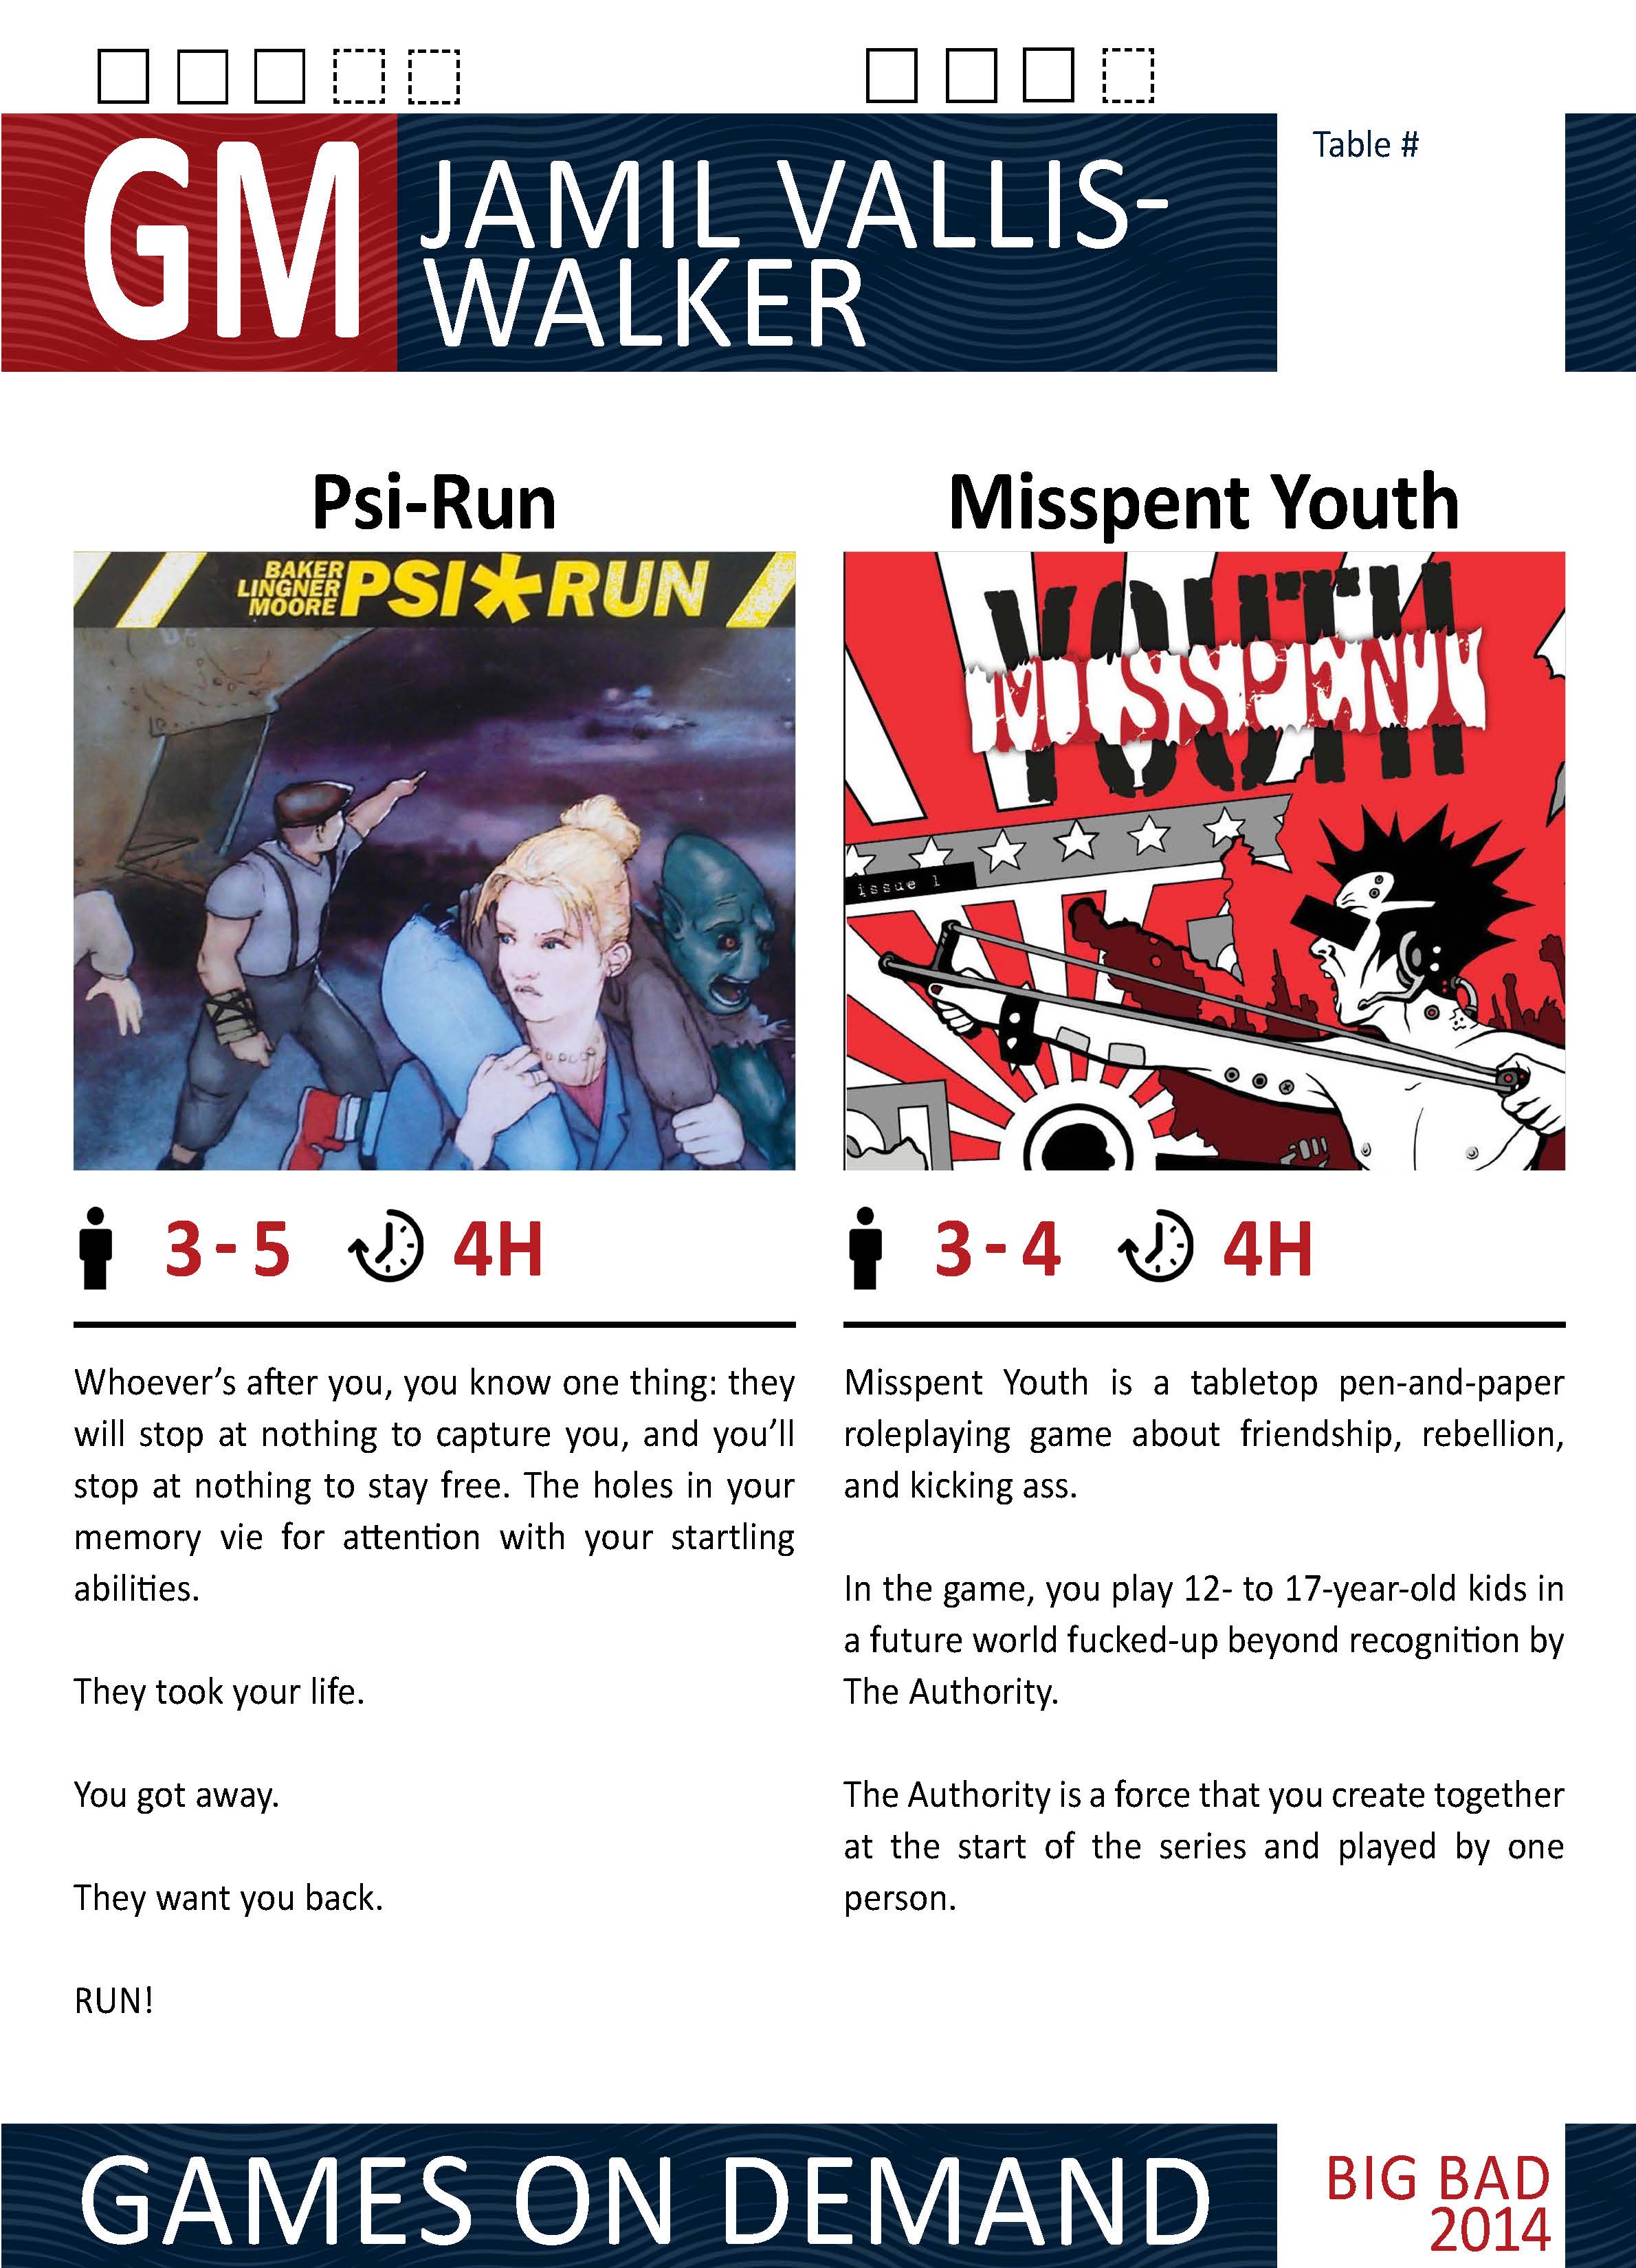 GM
JAMIL VALLIS-
WALKER
Table #
Psi-Run
BAKER
LINGNER
MOORE
PSI*RUN
3 - 5
4H
Whoever’s after you, you know one thing: they
will stop at nothing to capture you, and you’ll
stop at nothing to stay free. The holes in your
memory vie for attention with your startling
abilities.
They took your life.
You got away.
They want you back.
RUN!
Misspent Youth
YOUTH
MISSPENT
issue 1
3 - 4
4H
Misspent Youth is a tabletop pen-and-paper
roleplaying game about friendship, rebellion,
and kicking ass.
In the game, you play 12- to 17-year-old kids in
a future world fucked-up beyond recognition by
The Authority.
The Authority is a force that you create together
at the start of the series and played by one
person.
GAMES ON DEMAND
BIG BAD
2014